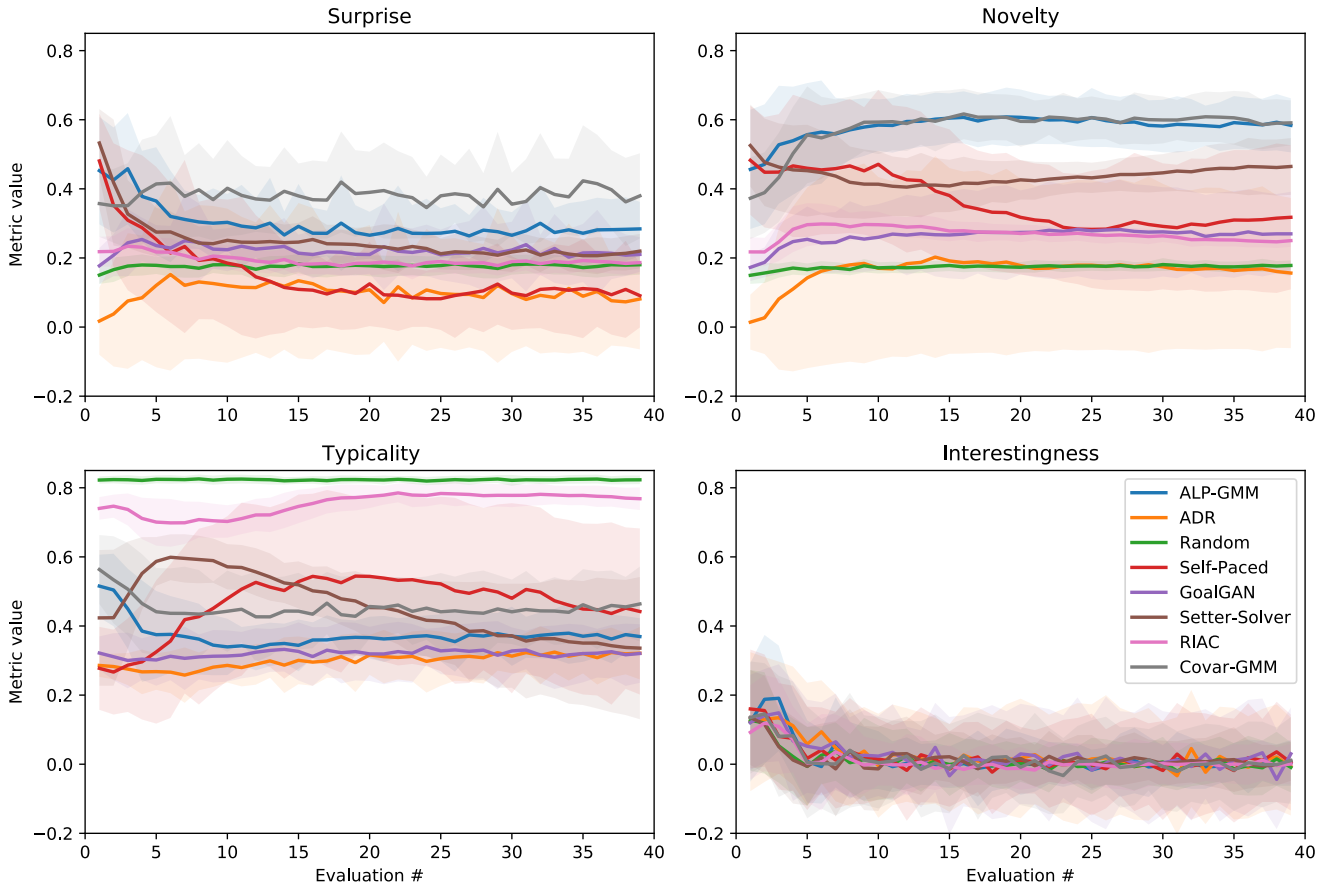 Surprise
Novelty
Metric value
0.8
0.6
0.4
0.2
0.0
−0.2
0 5 10 15 20 25 30 35 40
0.8
0.6
0.4
0.2
0.0
−0.2
0 5 10 15 20 25 30 35 40
Typicality
Interestingness
Metric value
0.8
0.6
0.4
0.2
0.0
−0.2
0 5 10 15 20 25 30 35 40
Evaluation #
0.8
0.6
0.4
0.2
0.0
−0.2
0 5 10 15 20 25 30 35 40
Evaluation #
ALP-GMM
ADR
Random
Self-Paced
GoalGAN
Setter-Solver
RIAC
Covar-GMM